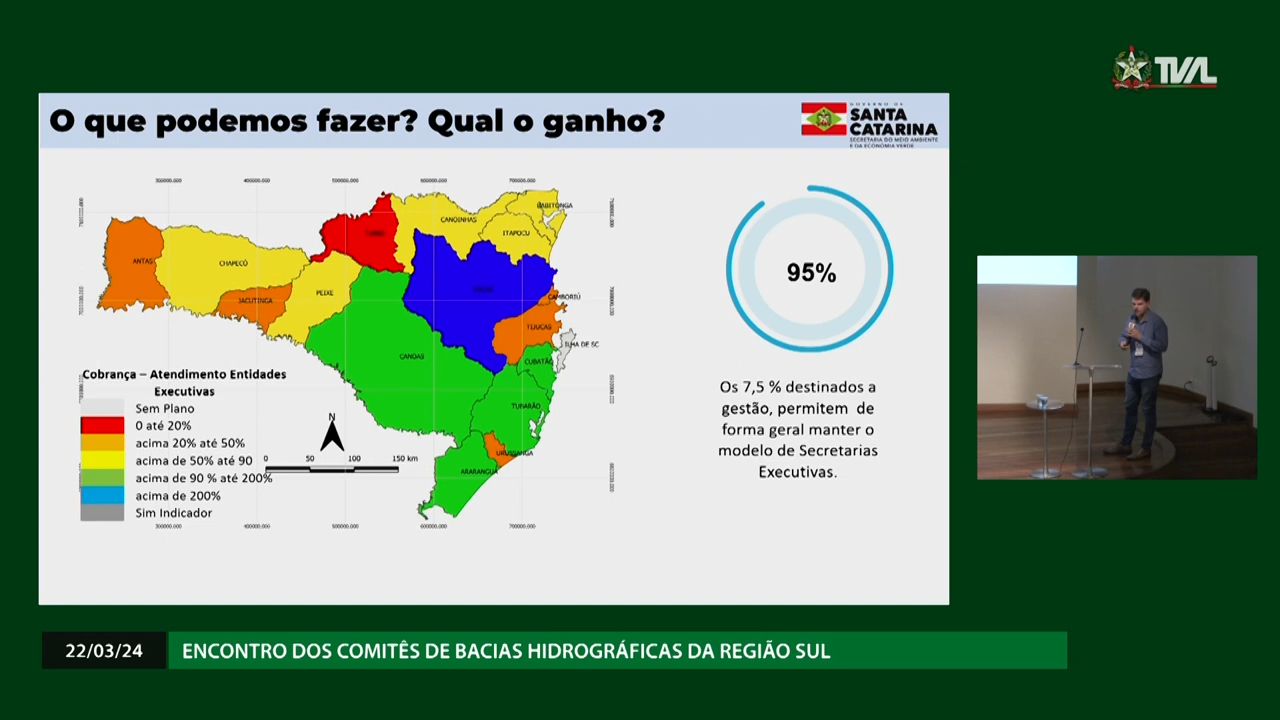 TVAL
O que podemos fazer? Qual o ganho?
GOVERNO DE
SANTA
CATARINA
SECRETARIA DO MEIO AMBIENTE
E DA ECONOMIA VERDE
300000,000 400000,000 500000,000 600000,000 700000,000
BABITONGA
CANOINHAS
ITAPOCU
ANTAS
CHAPECÓ
PEIXE
JACUTINGA
CAMBORIÚ
TIJUCAS
ILHA DE SC
CANOAS
CUBATÃO
TUBARÃO
URUSSANGA
ARARANGUÁ
95%
Os 7,5 % destinados a
gestão, permitem de
forma geral manter o
modelo de Secretarias
Executivas.
Cobrança – Atendimento Entidades
Executivas
Sem Plano
0 até 20%
acima 20% até 50%
acima de 50% até 90
acima de 90 % até 200%
acima de 200%
Sim Indicador
N
0 50 100 150 km
300000,000 400000,000 500000,000 600000,000 700000,000
22/03/24
ENCONTRO DOS COMITÊS DE BACIAS HIDROGRÁFICAS DA REGIÃO SUL